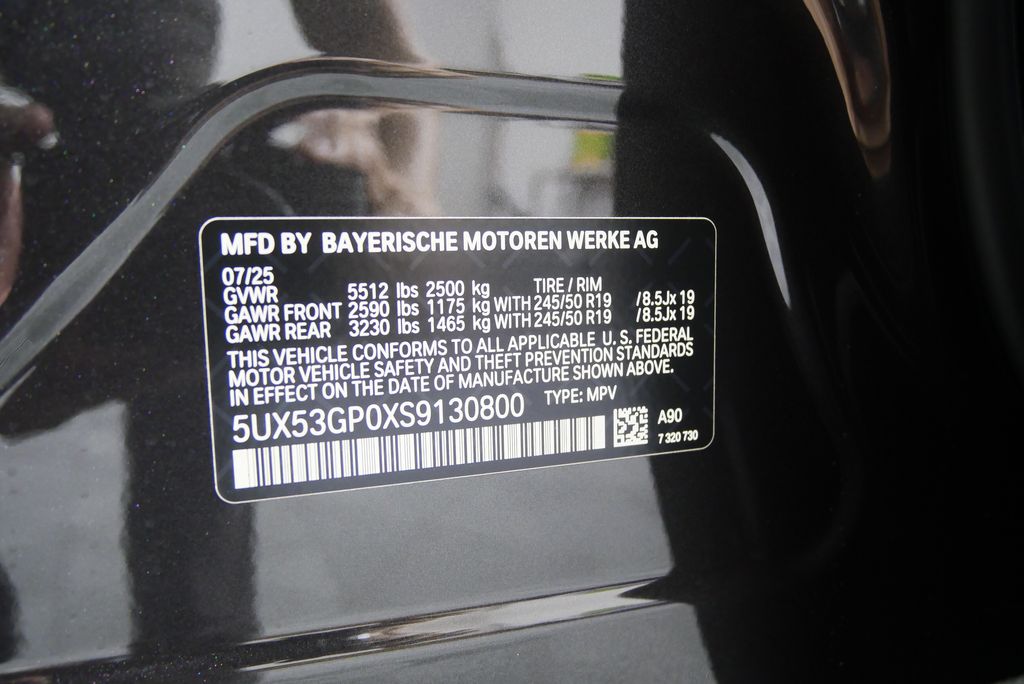 MFD BY BAYERISCHE MOTOREN WERKE AG
07/25 TIRE / RIM
GVWR 5512 lbs 2500 kg
GAWR FRONT 2590 lbs 1175 kg WITH 245/50 R19 /8.5Jx19
GAWR REAR 3230 lbs 1465 kg WITH 245/50 R19 /8.5Jx19
THIS VEHICLE CONFORMS TO ALL APPLICABLE U.S. FEDERAL
MOTOR VEHICLE SAFETY AND THEFT PREVENTION STANDARDS
IN EFFECT ON THE DATE OF MANUFACTURE SHOWN ABOVE.
5UX53GP0XS9130800 TYPE: MPV
A90
7 320 730